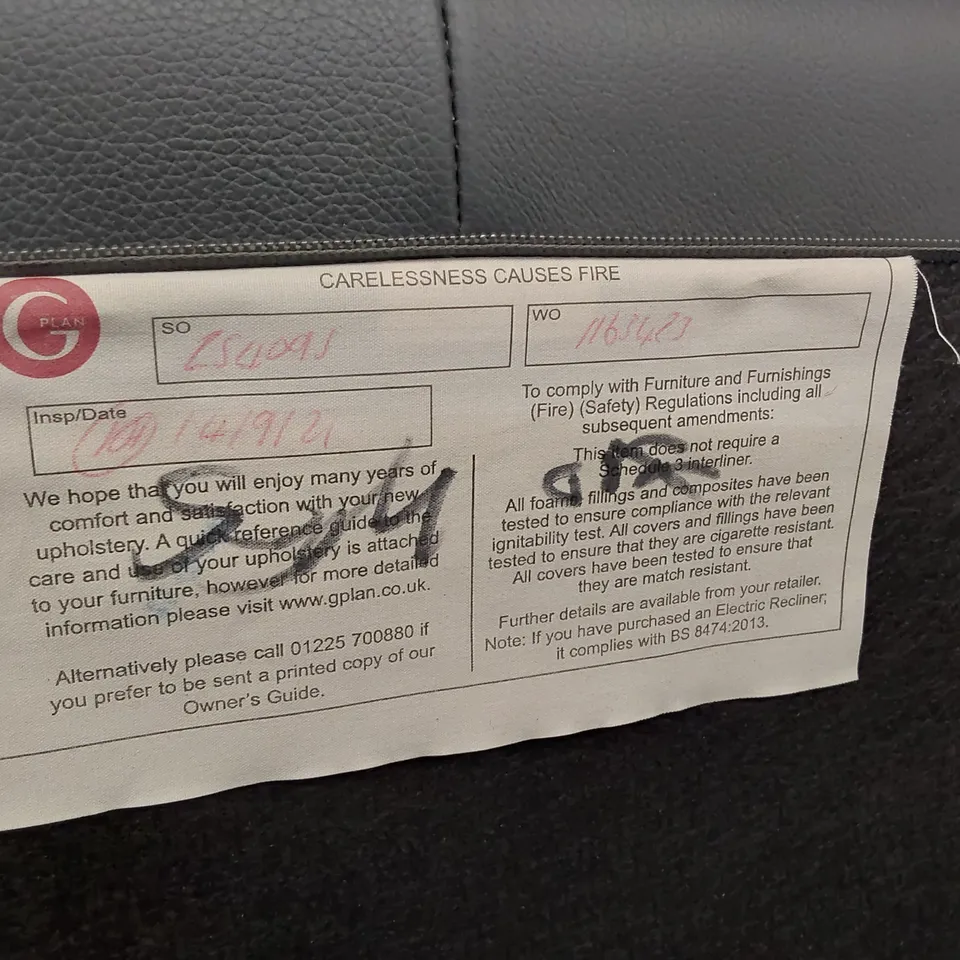 CARELESSNESS CAUSES FIRE
G PLAN
SO
WO
Insp/Date
We hope that you will enjoy many years of
comfort and satisfaction with your new
upholstery. A quick reference guide to the
care and use of your upholstery is attached
to your furniture, however for more detailed
information please visit www.gplan.co.uk.
Alternatively please call 01225 700880 if
you prefer to be sent a printed copy of our
Owner's Guide.
To comply with Furniture and Furnishings
(Fire) (Safety) Regulations including all
subsequent amendments:
This item does not require a
Schedule 3 interliner.
All foams, fillings and composites have been
tested to ensure compliance with the relevant
ignitability test. All covers and fillings have been
tested to ensure that they are cigarette resistant.
All covers have been tested to ensure that
they are match resistant.
Further details are available from your retailer.
Note: If you have purchased an Electric Recliner,
it complies with BS 8474:2013.